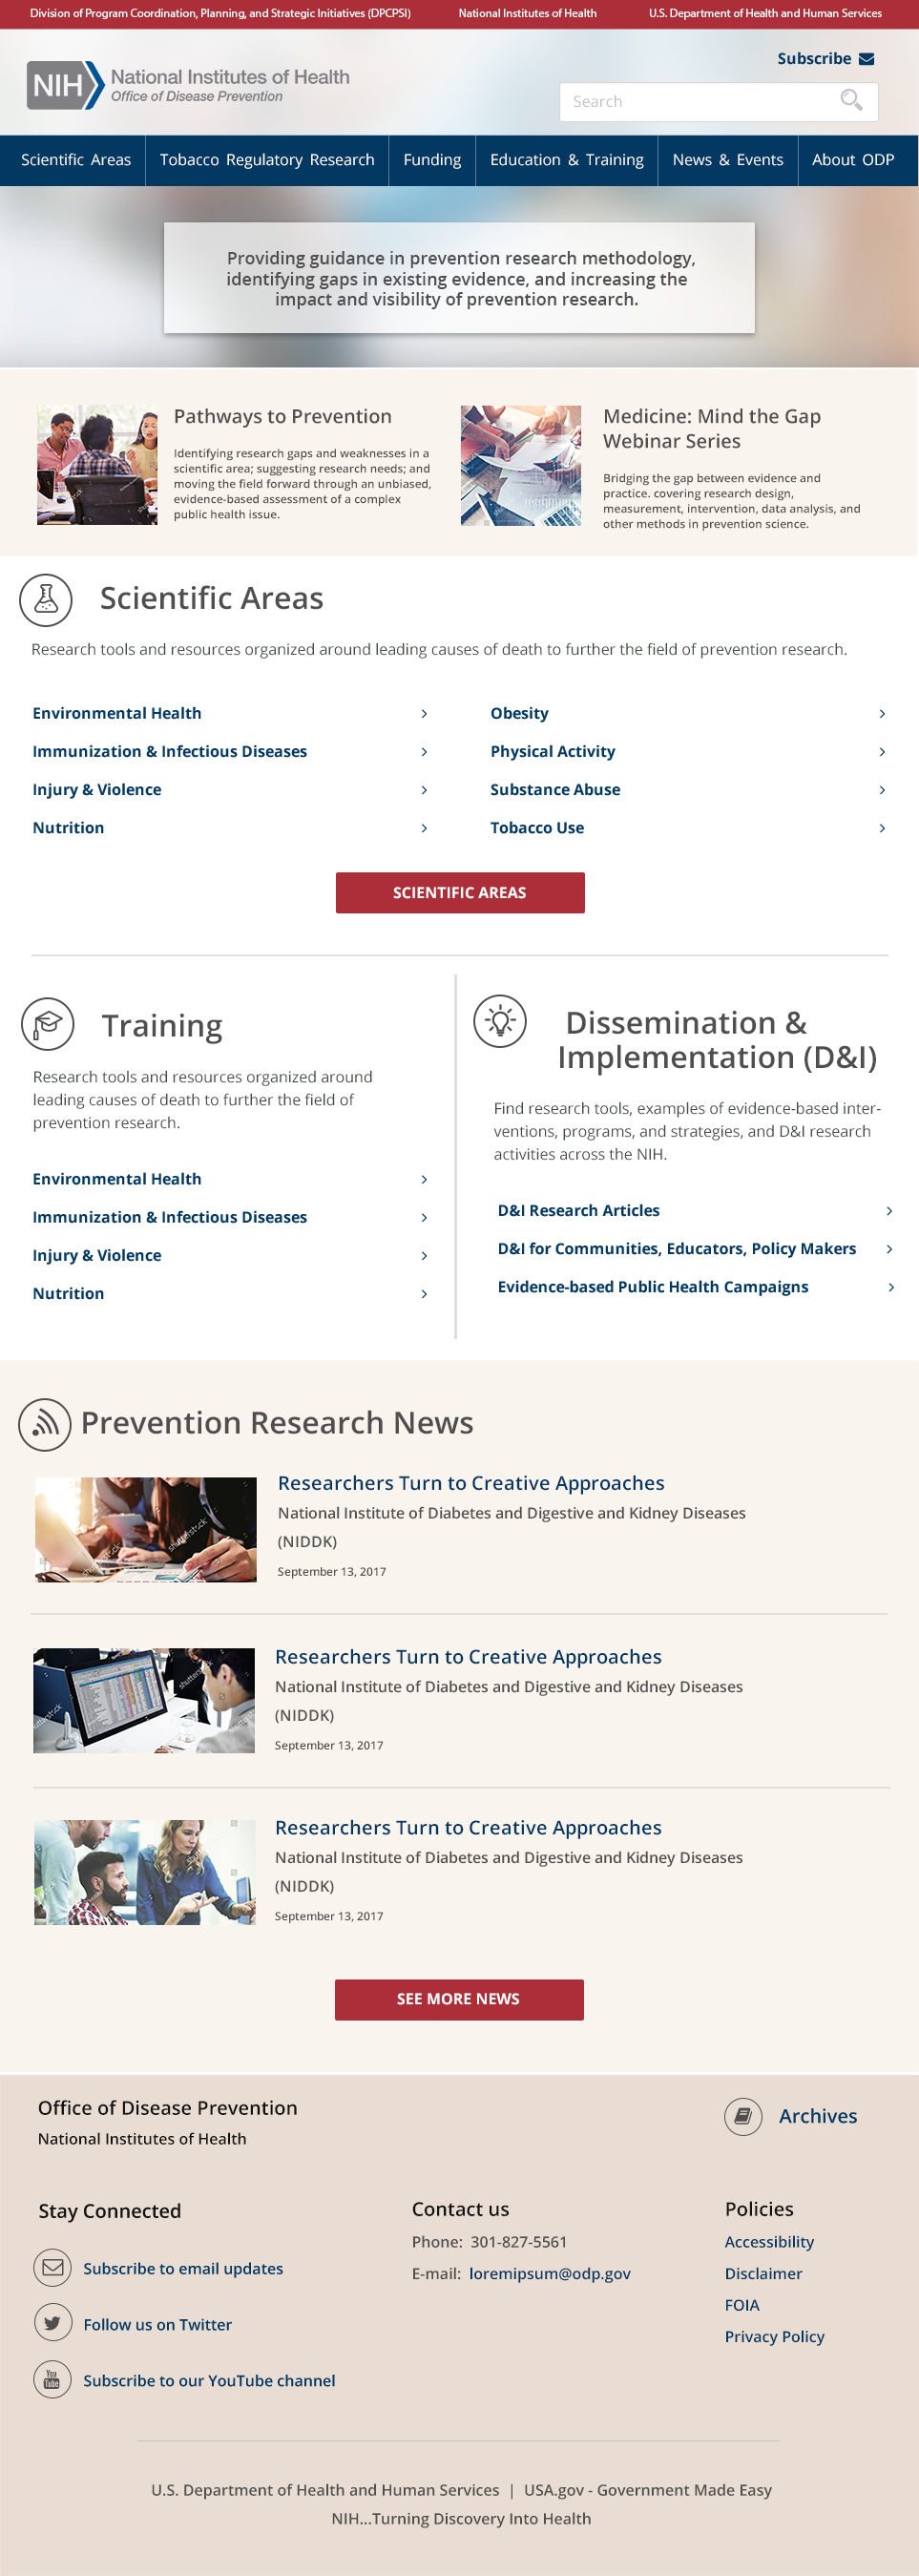 Division of Program Coordination, Planning, and Strategic Initiatives (DPCPSI)
National Institutes of Health
U.S. Department of Health and Human Services
Subscribe
NIH
National Institutes of Health
Office of Disease Prevention
Search
Scientific Areas
Tobacco Regulatory Research
Funding
Education & Training
News & Events
About ODP
Providing guidance in prevention research methodology,
identifying gaps in existing evidence, and increasing the
impact and visibility of prevention research.
Pathways to Prevention
Identifying research gaps and weaknesses in a
scientific area; suggesting research needs; and
moving the field forward through an unbiased,
evidence-based assessment of a complex
public health issue.
Medicine: Mind the Gap
Webinar Series
Bridging the gap between evidence and
practice. covering research design,
measurement, intervention, data analysis, and
other methods in prevention science.
Scientific Areas
Research tools and resources organized around leading causes of death to further the field of prevention research.
Environmental Health
Immunization & Infectious Diseases
Injury & Violence
Nutrition
Obesity
Physical Activity
Substance Abuse
Tobacco Use
SCIENTIFIC AREAS
Training
Research tools and resources organized around
leading causes of death to further the field of
prevention research.
Environmental Health
Immunization & Infectious Diseases
Injury & Violence
Nutrition
Dissemination &
Implementation (D&I)
Find research tools, examples of evidence-based inter-
ventions, programs, and strategies, and D&I research
activities across the NIH.
D&I Research Articles
D&I for Communities, Educators, Policy Makers
Evidence-based Public Health Campaigns
Prevention Research News
shutterstock
Researchers Turn to Creative Approaches
National Institute of Diabetes and Digestive and Kidney Diseases
(NIDDK)
September 13, 2017
shutterstock
Researchers Turn to Creative Approaches
National Institute of Diabetes and Digestive and Kidney Diseases
(NIDDK)
September 13, 2017
Researchers Turn to Creative Approaches
National Institute of Diabetes and Digestive and Kidney Diseases
(NIDDK)
September 13, 2017
SEE MORE NEWS
Office of Disease Prevention
National Institutes of Health
Archives
Stay Connected
Subscribe to email updates
Follow us on Twitter
You
Tube
Subscribe to our YouTube channel
Contact us
Phone: 301-827-5561
E-mail: loremipsum@odp.gov
Policies
Accessibility
Disclaimer
FOIA
Privacy Policy
U.S. Department of Health and Human Services | USA.gov - Government Made Easy
NIH...Turning Discovery Into Health